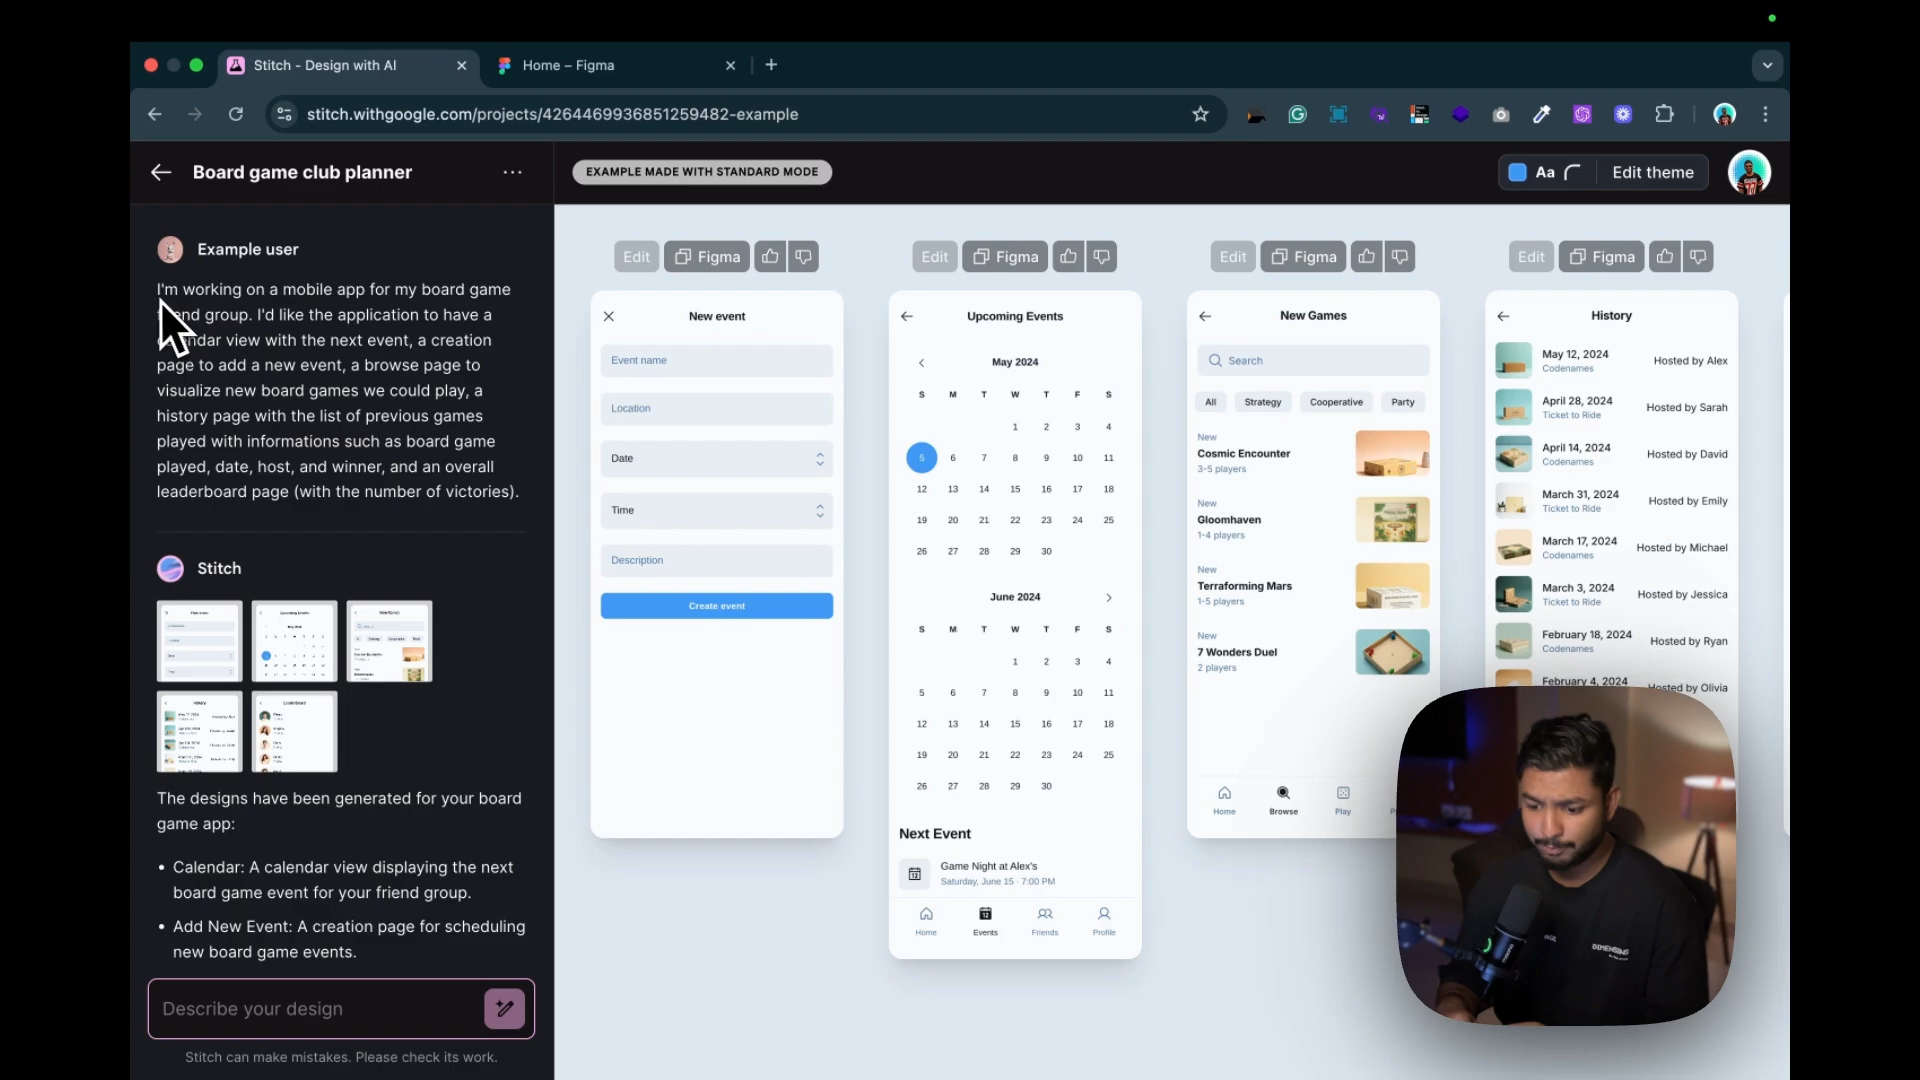 Stitch - Design with AI
Home – Figma
stitch.withgoogle.com/projects/4264469936851259482-example
Board game club planner
EXAMPLE MADE WITH STANDARD MODE
Aa
Edit theme
Example user
I'm working on a mobile app for my board game
end group. I'd like the application to have a
ndar view with the next event, a creation
page to add a new event, a browse page to
visualize new board games we could play, a
history page with the list of previous games
played with informations such as board game
played, date, host, and winner, and an overall
leaderboard page (with the number of victories).
Stitch
The designs have been generated for your board
game app:
• Calendar: A calendar view displaying the next
board game event for your friend group.
• Add New Event: A creation page for scheduling
new board game events.
Describe your design
Stitch can make mistakes. Please check its work.
Edit Figma
New event
Event name
Location
Date
Time
Description
Create event
Edit Figma
Upcoming Events
May 2024
S M T W T F S
1 2 3 4
5 6 7 8 9 10 11
12 13 14 15 16 17 18
19 20 21 22 23 24 25
26 27 28 29 30
June 2024
S M T W T F S
1 2 3 4
5 6 7 8 9 10 11
12 13 14 15 16 17 18
19 20 21 22 23 24 25
26 27 28 29 30
Next Event
Game Night at Alex's
Saturday, June 15 · 7:00 PM
Home Events Friends Profile
Edit Figma
New Games
Search
All Strategy Cooperative Party
New
Cosmic Encounter
3-5 players
New
Gloomhaven
1-4 players
New
Terraforming Mars
1-5 players
New
7 Wonders Duel
2 players
Home Browse Play
Edit Figma
History
May 12, 2024
Codenames
Hosted by Alex
April 28, 2024
Ticket to Ride
Hosted by Sarah
April 14, 2024
Codenames
Hosted by David
March 31, 2024
Ticket to Ride
Hosted by Emily
March 17, 2024
Codenames
Hosted by Michael
March 3, 2024
Ticket to Ride
Hosted by Jessica
February 18, 2024
Codenames
Hosted by Ryan
February 4, 2024
Hosted by Olivia